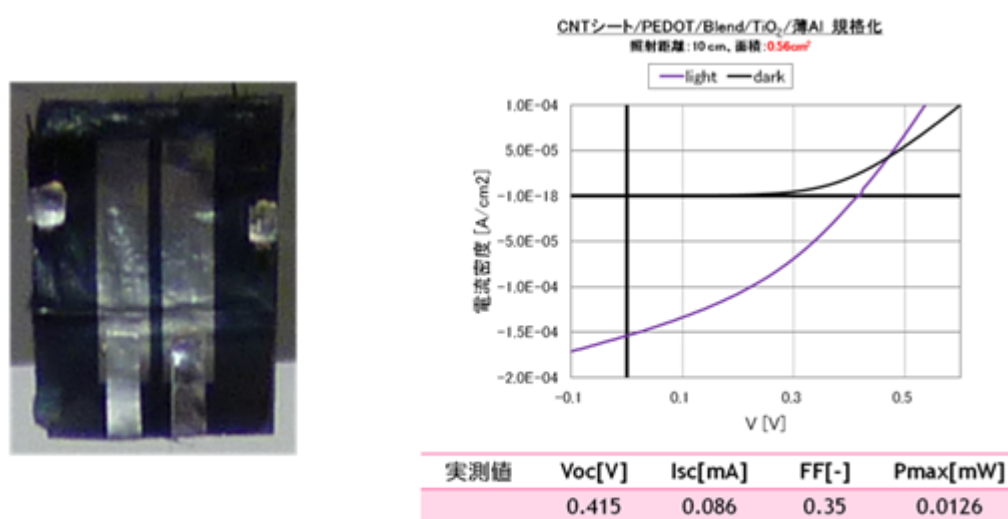 CNTシート/PEDOT/Blend/TiO₂/薄Al 規格化
照射距離:10cm、面積:0.56cm²
light dark
1.0E-04
5.0E-05
-1.0E-18
-5.0E-05
-1.0E-04
-1.5E-04
-2.0E-04
電流密度 [A/cm2]
-0.1 0.1 0.3 0.5
V [V]
実測値 Voc[V] Isc[mA] FF[-] Pmax[mW]
0.415 0.086 0.35 0.0126